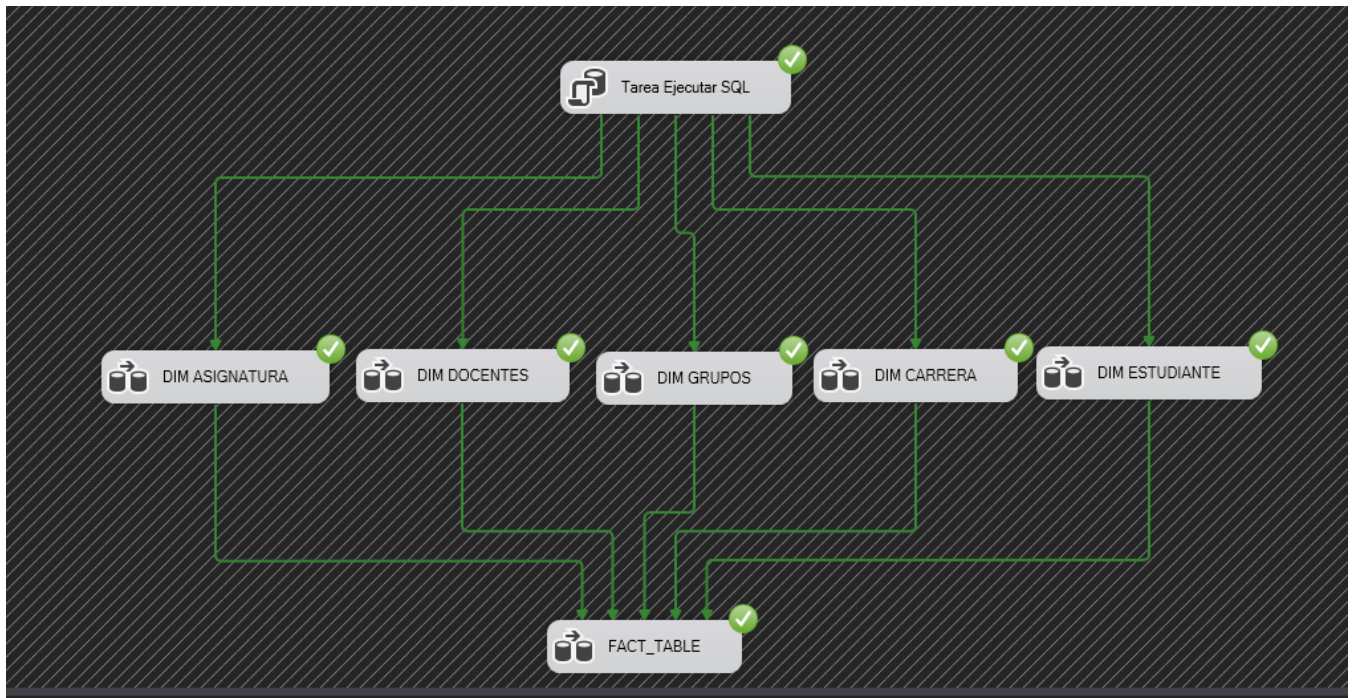 Tarea Ejecutar SQL
DIM ASIGNATURA
DIM DOCENTES
DIM GRUPOS
DIM CARRERA
DIM ESTUDIANTE
FACT_TABLE